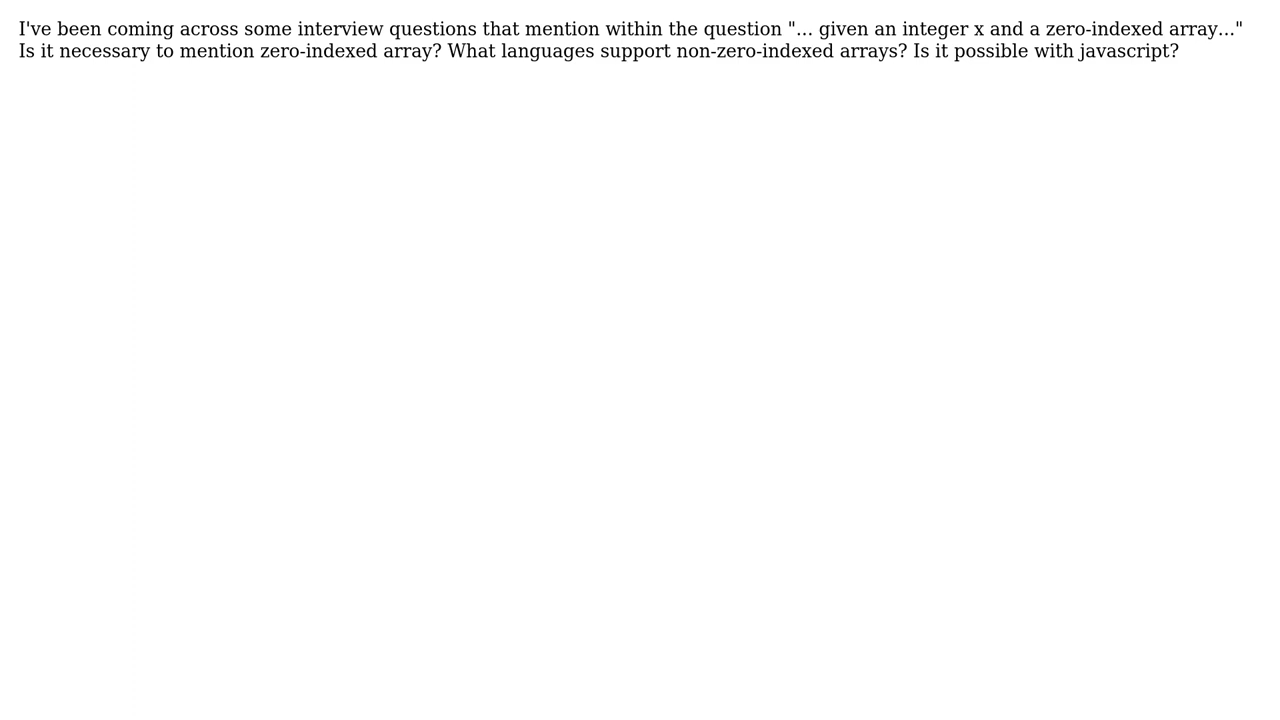 I've been coming across some interview questions that mention within the question "... given an integer x and a zero-indexed array..."
Is it necessary to mention zero-indexed array? What languages support non-zero-indexed arrays? Is it possible with javascript?